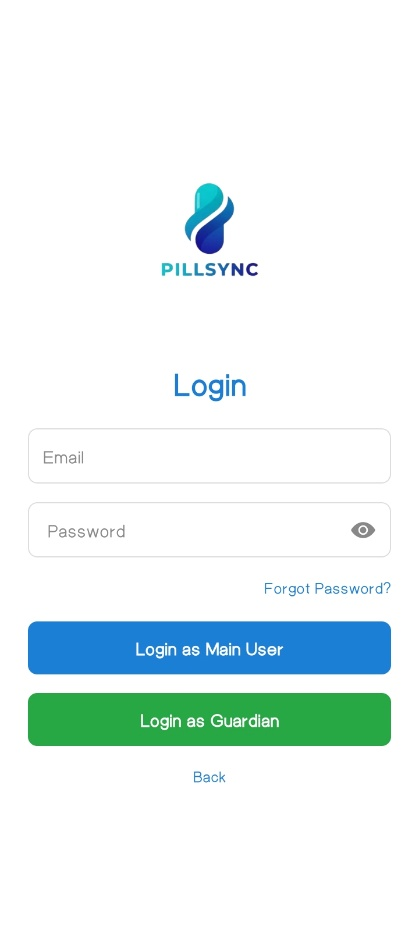 PILLSYNC
Login
Email
Password
Forgot Password?
Login as Main User
Login as Guardian
Back